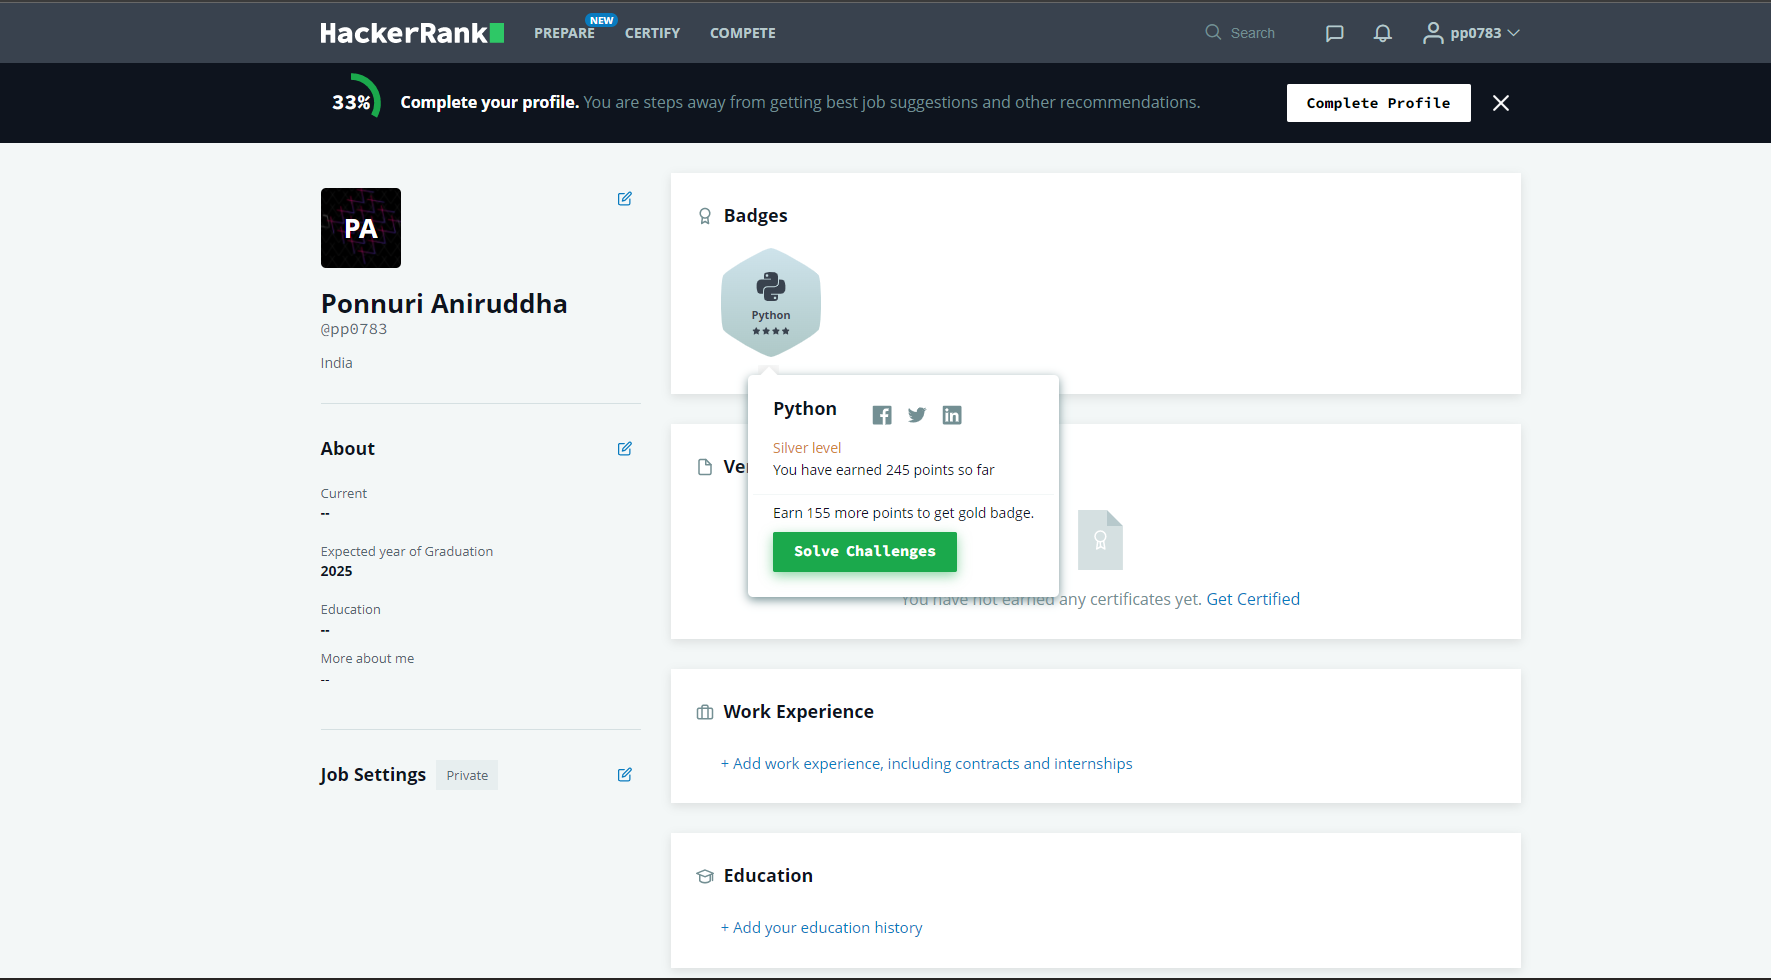 HackerRank PREPARE NEW CERTIFY COMPETE Search pp0783
33% Complete your profile. You are steps away from getting best job suggestions and other recommendations. Complete Profile
PA
Ponnuri Aniruddha
@pp0783
India
About
Current
--
Expected year of Graduation
2025
Education
--
More about me
--
Job Settings Private
Badges
Python
Python
Silver level
You have earned 245 points so far
Earn 155 more points to get gold badge.
Solve Challenges
You have not earned any certificates yet. Get Certified
Work Experience
+ Add work experience, including contracts and internships
Education
+ Add your education history